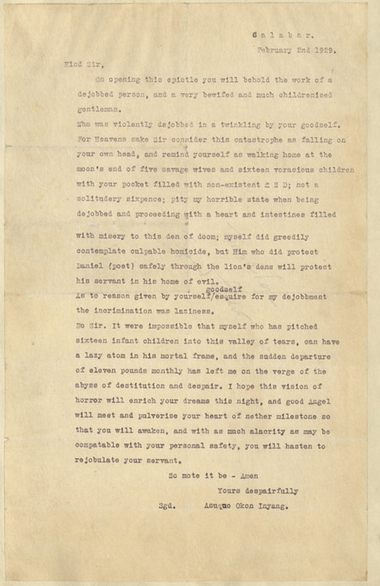 C a l a b a r.
February 2nd 1929.
Kind Sir,
On opening this epistle you will behold the work of a
dejobbed person, and a very bewifed and much childrenised
gentleman.
Who was violently dejobbed in a twinkling by your goodself.
For Heavens sake Sir consider this catastrophe as falling on
your own head, and remind yourself as walking home at the
moon's end of five savage wives and sixteen voracious children
with your pocket filled with non-existent £ S D; not a
solitudery sixpence; pity my horrible state when being
dejobbed and proceeding with a heart and intestines filled
with misery to this den of doom; myself did greedily
contemplate culpable homicide, but Him who did protect
Daniel (poet) safely through the lion's dens will protect
his servant in his home of evil.
goodself
As to reason given by yourself/esquire for my dejobbment
the incrimination was laziness.
No Sir. It were impossible that myself who has pitched
sixteen infant children into this valley of tears, can have
a lazy atom in his mortal frame, and the sudden departure
of eleven pounds monthly has left me on the verge of the
abyss of destitution and despair. I hope this vision of
horror will enrich your dreams this night, and good Angel
will meet and pulverise your heart of nether milestone so
that you will awaken, and with as much alacrity as may be
compatable with your personal safety, you will hasten to
rejobulate your servant.
So mote it be - Amen
Yours despairfully
Sgd. Asuquo Okon Inyang.